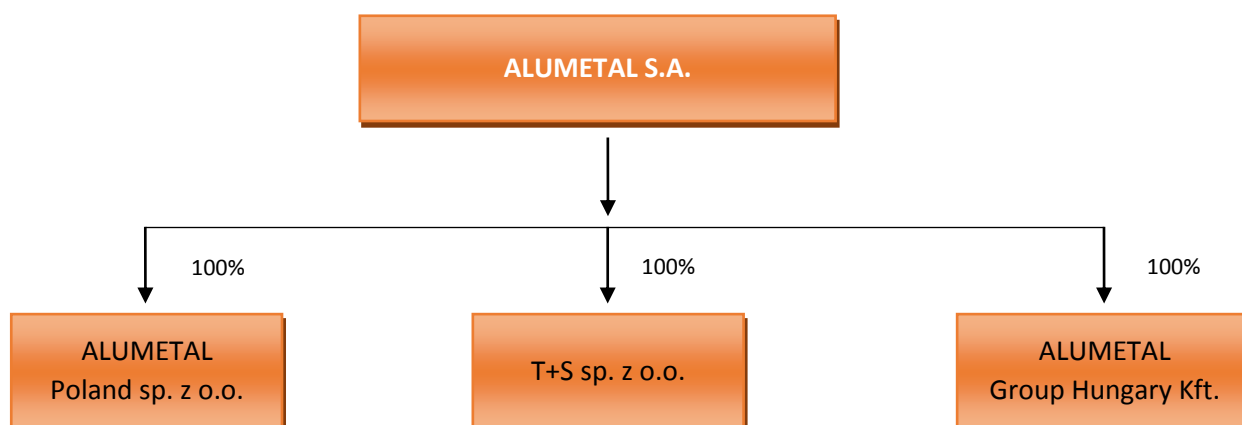 ALUMETAL S.A.
100%
100%
100%
ALUMETAL
Poland sp. z o.o.
T+S sp. z o.o.
ALUMETAL
Group Hungary Kft.